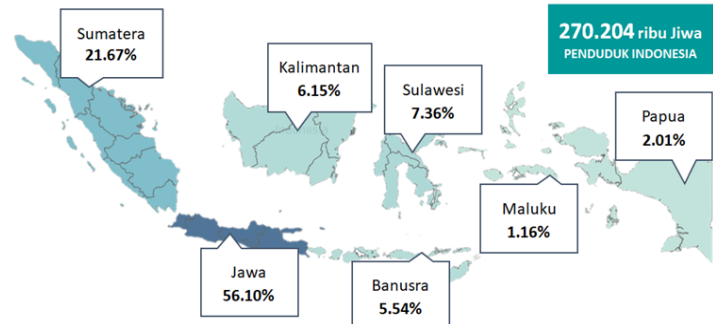 270.204 ribu Jiwa
PENDUDUK INDONESIA
Sumatera
21.67%
Kalimantan
6.15%
Sulawesi
7.36%
Papua
2.01%
Maluku
1.16%
Jawa
56.10%
Banusra
5.54%